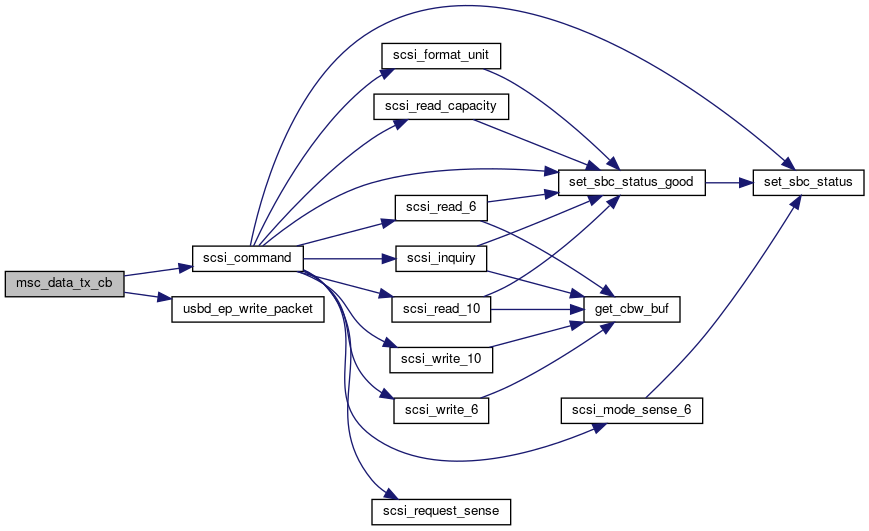 scsi_format_unit
scsi_read_capacity
set_sbc_status_good
set_sbc_status
scsi_read_6
scsi_command
scsi_inquiry
msc_data_tx_cb
usbd_ep_write_packet
scsi_read_10
get_cbw_buf
scsi_write_10
scsi_write_6
scsi_mode_sense_6
scsi_request_sense